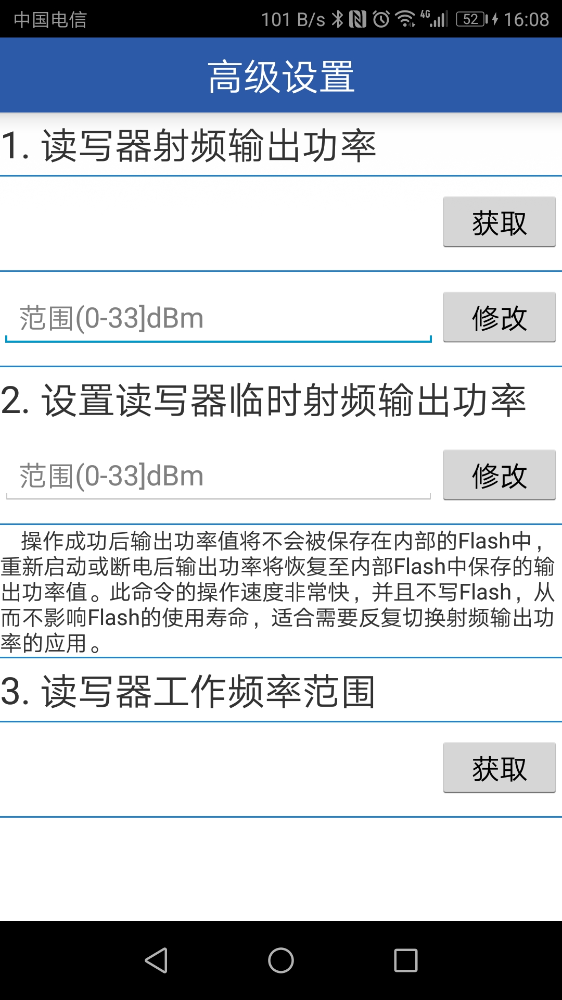 中国电信 101 B/s 4G 52 16:08
高级设置
1. 读写器射频输出功率
获取
范围(0-33]dBm 修改
2. 设置读写器临时射频输出功率
范围(0-33]dBm 修改
操作成功后输出功率值将不会被保存在内部的Flash中，
重新启动或断电后输出功率将恢复至内部Flash中保存的输
出功率值。此命令的操作速度非常快，并且不写Flash，从
而不影响Flash的使用寿命，适合需要反复切换射频输出功
率的应用。
3. 读写器工作频率范围
获取